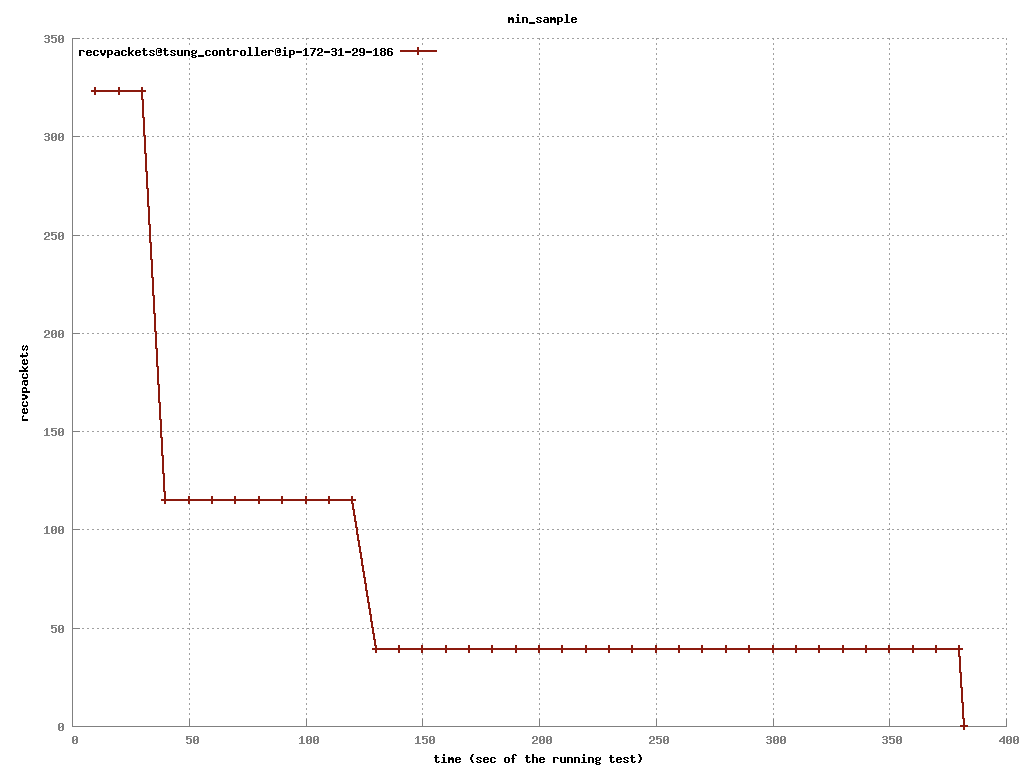 min_sample
recvpackets@tsung_controller@ip-172-31-29-186
350
300
250
200
150
100
50
0
recvpackets
0 50 100 150 200 250 300 350 400
time (sec of the running test)